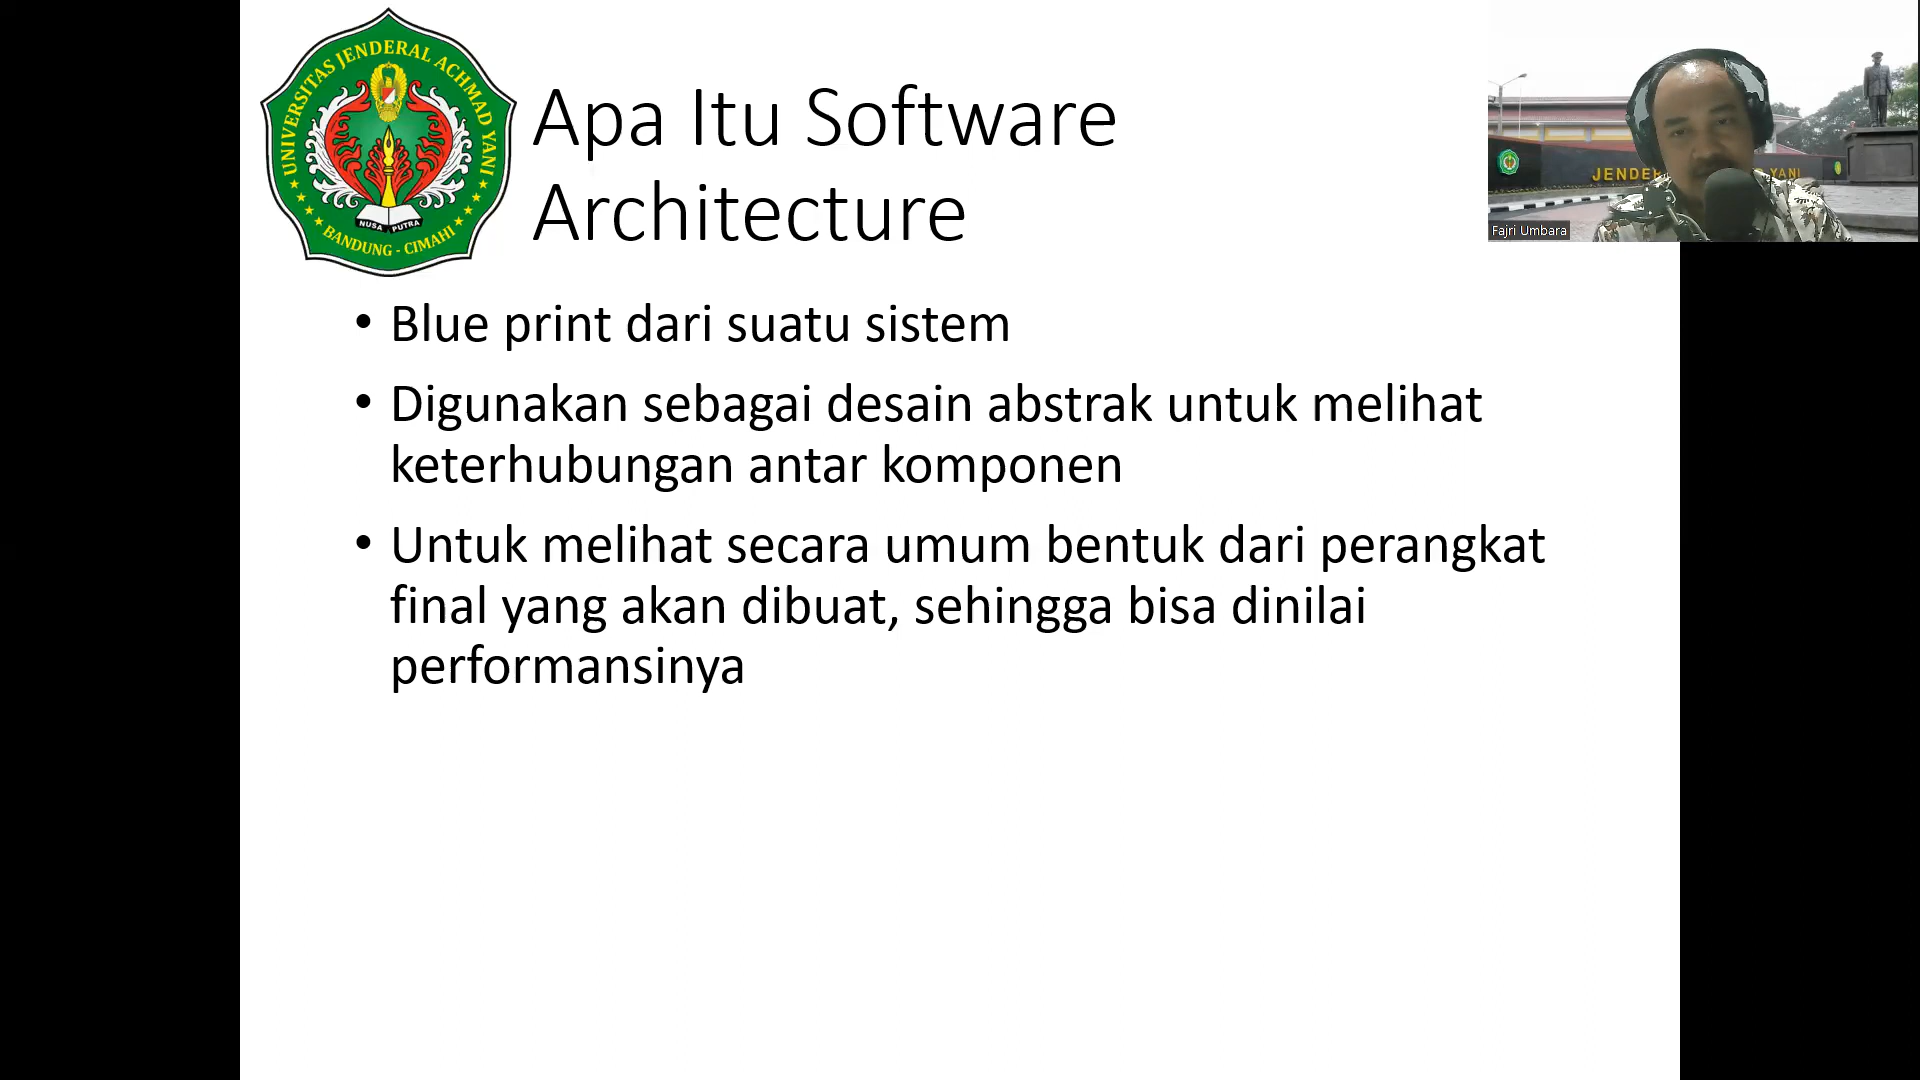 UNIVERSITAS JENDERAL ACHMAD YANI
NUSA PUTRA
BANDUNG - CIMAHI
Apa Itu Software
Architecture
JENDER YANI
Fajri Umbara
• Blue print dari suatu sistem
• Digunakan sebagai desain abstrak untuk melihat
keterhubungan antar komponen
• Untuk melihat secara umum bentuk dari perangkat
final yang akan dibuat, sehingga bisa dinilai
performansinya